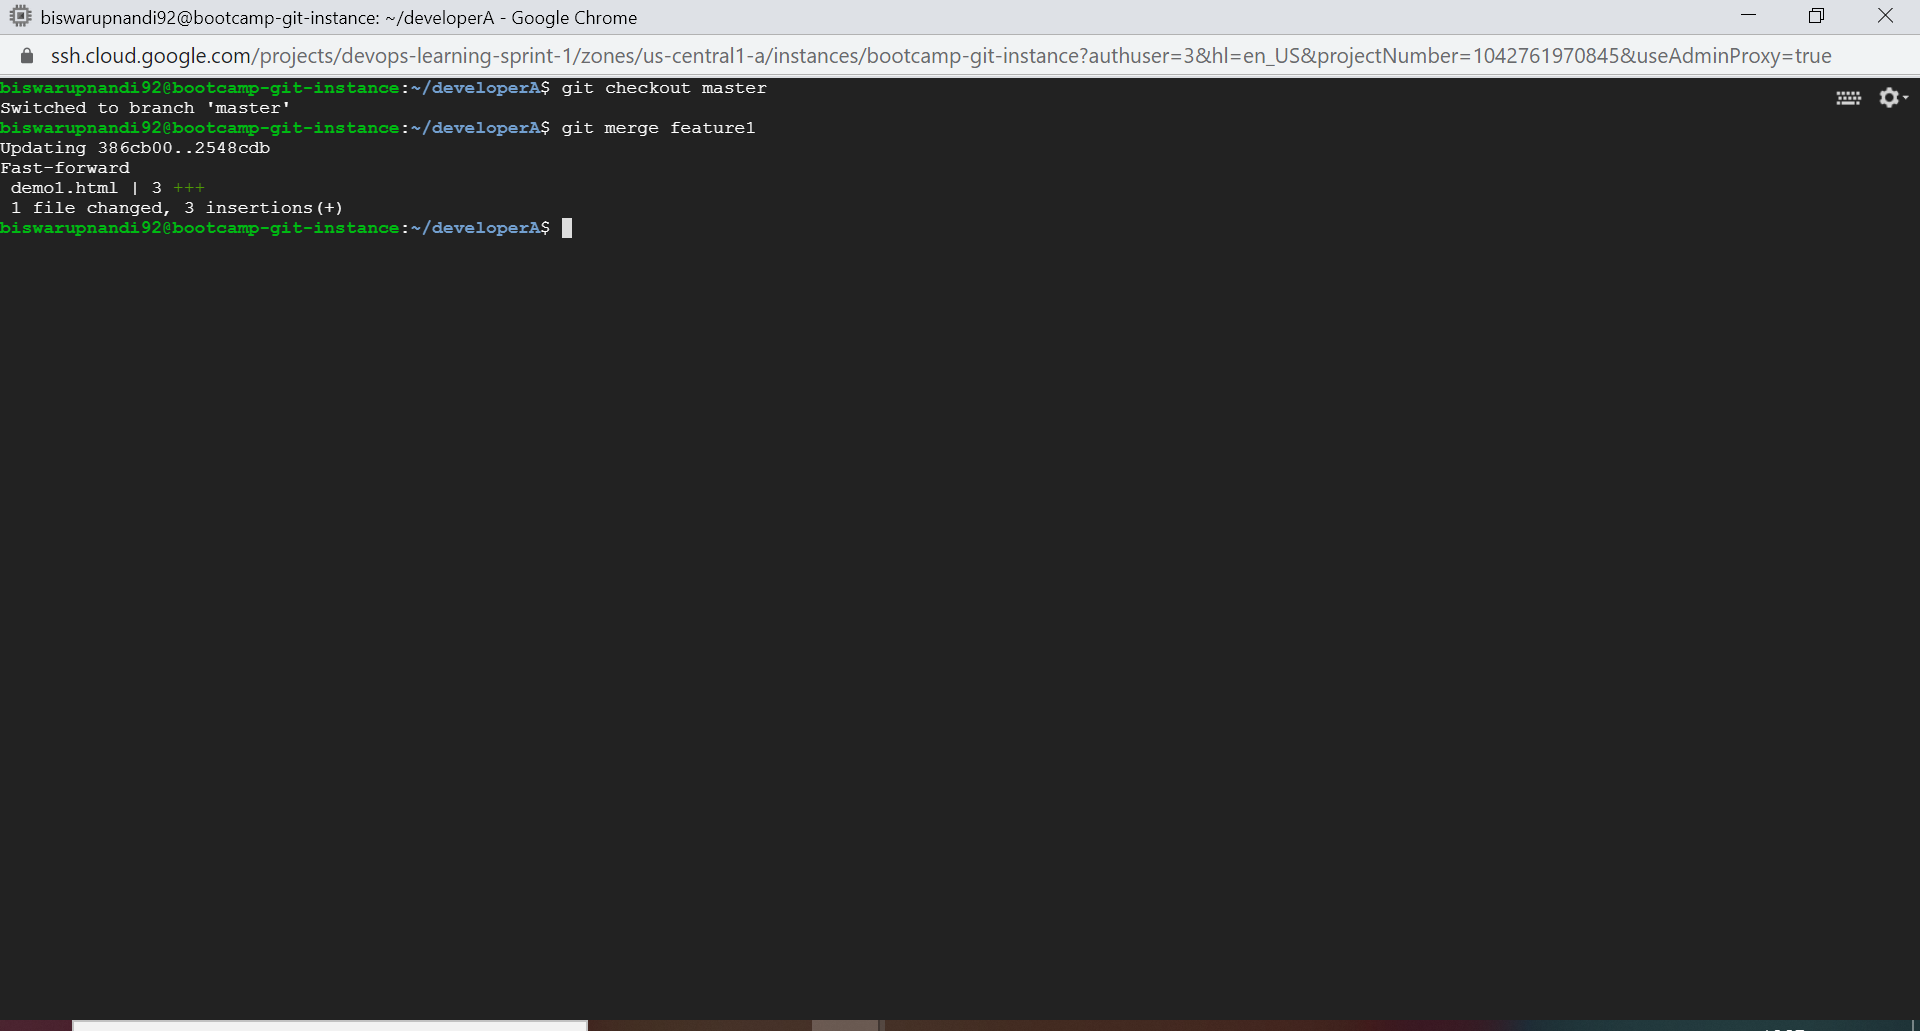 biswarupnandi92@bootcamp-git-instance: ~/developerA - Google Chrome
ssh.cloud.google.com/projects/devops-learning-sprint-1/zones/us-central1-a/instances/bootcamp-git-instance?authuser=3&hl=en_US&projectNumber=1042761970845&useAdminProxy=true
biswarupnandi92@bootcamp-git-instance:~/developerA$ git checkout master
Switched to branch 'master'
biswarupnandi92@bootcamp-git-instance:~/developerA$ git merge feature1
Updating 386cb00..2548cdb
Fast-forward
 demo1.html | 3 +++
 1 file changed, 3 insertions(+)
biswarupnandi92@bootcamp-git-instance:~/developerA$